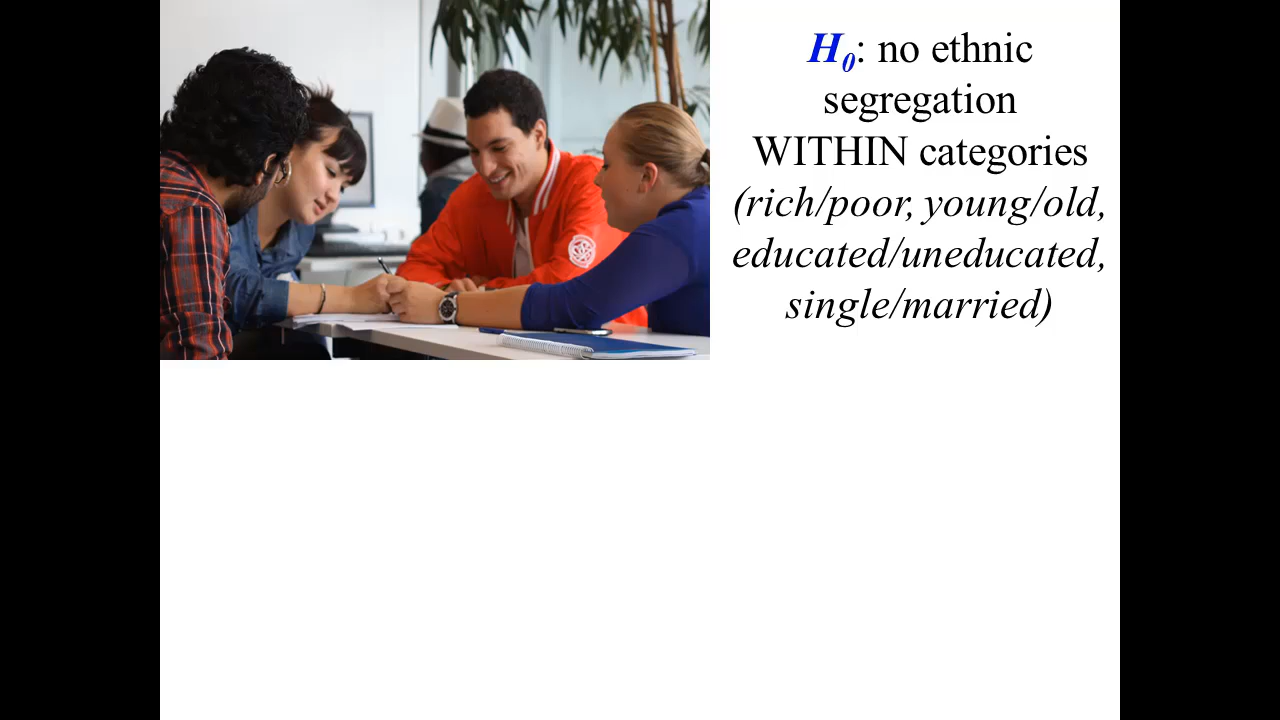 H₀: no ethnic
segregation
WITHIN categories
(rich/poor, young/old,
educated/uneducated,
single/married)